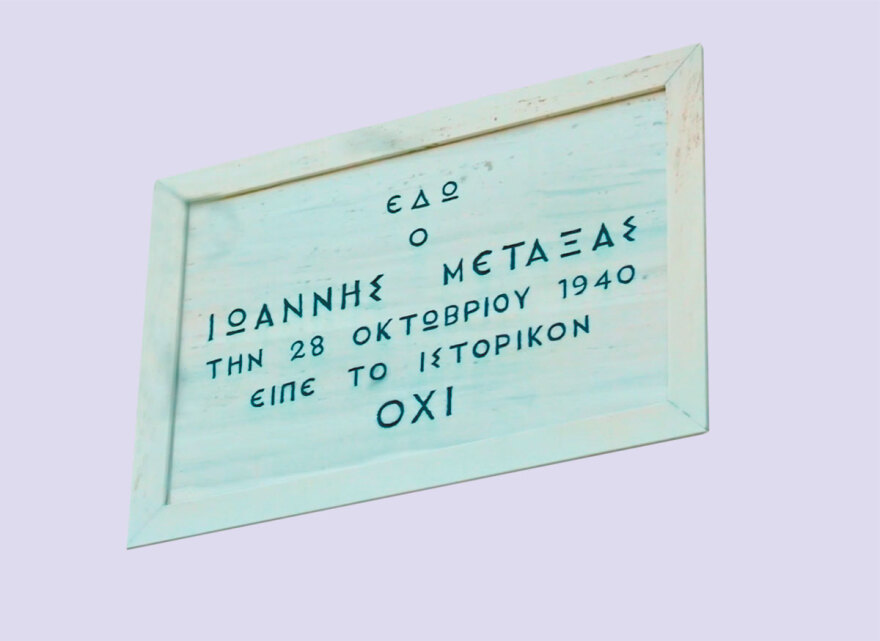 ΕΔΩ
Ο
ΙΩΑΝΝΗΣ ΜΕΤΑΞΑΣ
ΤΗΝ 28 ΟΚΤΩΒΡΙΟΥ 1940
ΕΙΠΕ ΤΟ ΙΣΤΟΡΙΚΟΝ
ΟΧΙ